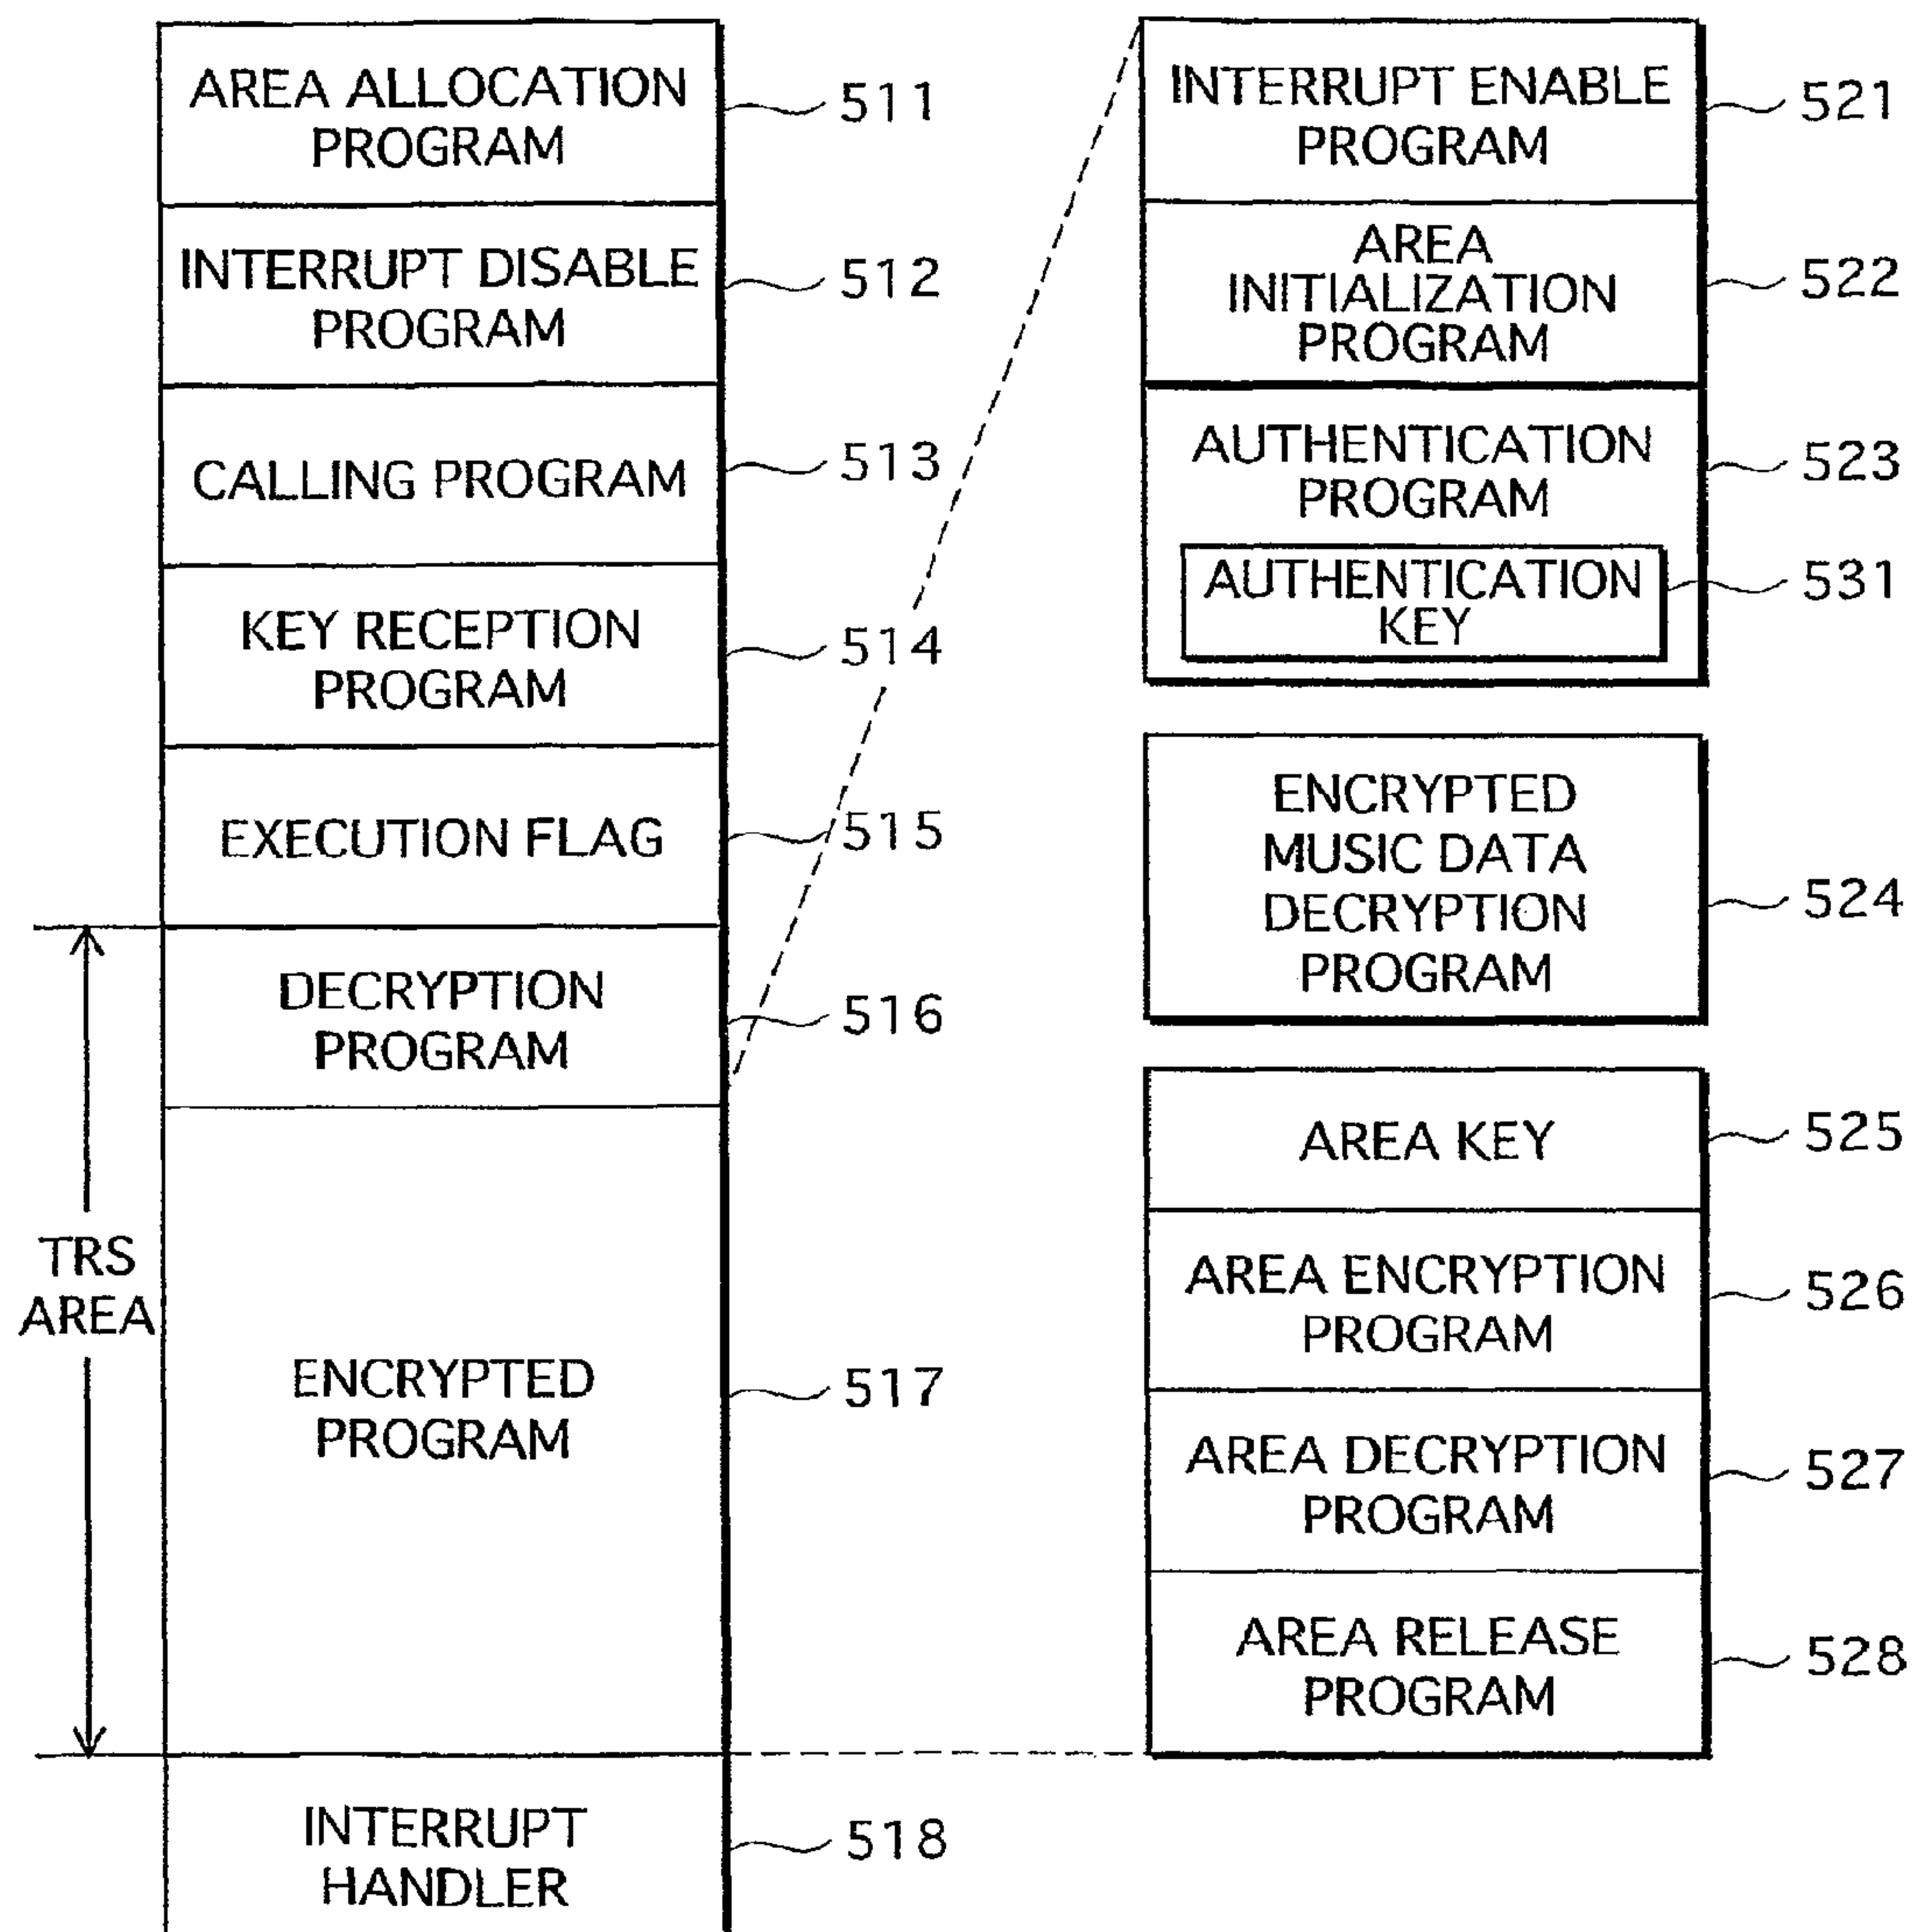 AREA ALLOCATION
PROGRAM
511
INTERRUPT DISABLE
PROGRAM
512
CALLING PROGRAM
513
KEY RECEPTION
PROGRAM
514
EXECUTION FLAG
515
TRS
AREA
DECRYPTION
PROGRAM
516
ENCRYPTED
PROGRAM
517
INTERRUPT
HANDLER
518
INTERRUPT ENABLE
PROGRAM
521
AREA
INITIALIZATION
PROGRAM
522
AUTHENTICATION
PROGRAM
523
AUTHENTICATION
KEY
531
ENCRYPTED
MUSIC DATA
DECRYPTION
PROGRAM
524
AREA KEY
525
AREA ENCRYPTION
PROGRAM
526
AREA DECRYPTION
PROGRAM
527
AREA RELEASE
PROGRAM
528